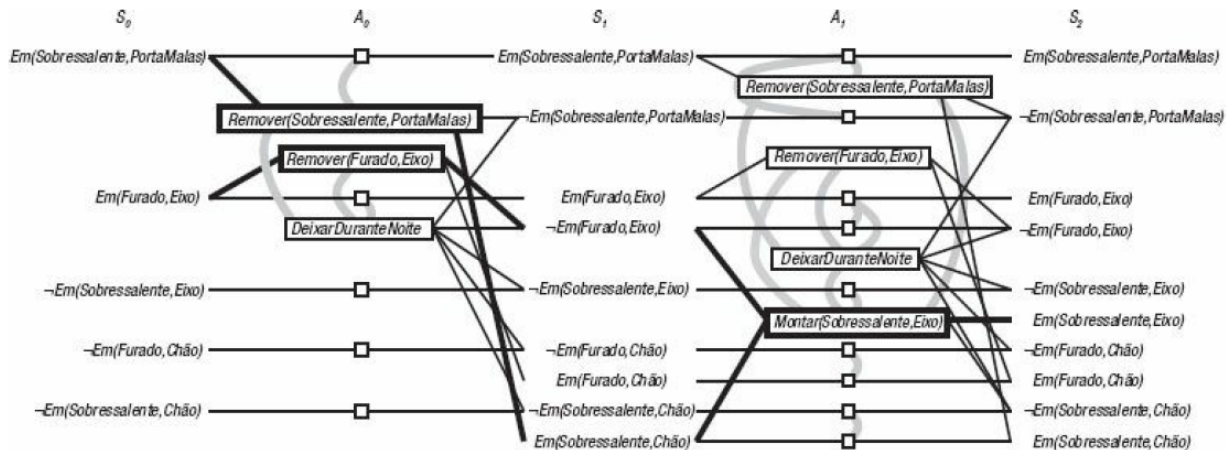 S0 A0 S1 A1 S2
Em(Sobressalente,PortaMalas) Em(Sobressalente,PortaMalas) Em(Sobressalente,PortaMalas)
Remover(Sobressalente,PortaMalas)
Remover(Sobressalente,PortaMalas) ¬Em(Sobressalente,PortaMalas) ¬Em(Sobressalente,PortaMalas)
Remover(Furado,Eixo) Remover(Furado,Eixo)
Em(Furado,Eixo) Em(Furado,Eixo) Em(Furado,Eixo)
DeixarDuranteNoite ¬Em(Furado,Eixo) ¬Em(Furado,Eixo)
DeixarDuranteNoite
¬Em(Sobressalente,Eixo) ¬Em(Sobressalente,Eixo) ¬Em(Sobressalente,Eixo)
Montar(Sobressalente,Eixo) Em(Sobressalente,Eixo)
¬Em(Furado,Chão) ¬Em(Furado,Chão) ¬Em(Furado,Chão)
Em(Furado,Chão) Em(Furado,Chão)
¬Em(Sobressalente,Chão) ¬Em(Sobressalente,Chão) ¬Em(Sobressalente,Chão)
Em(Sobressalente,Chão) Em(Sobressalente,Chão)